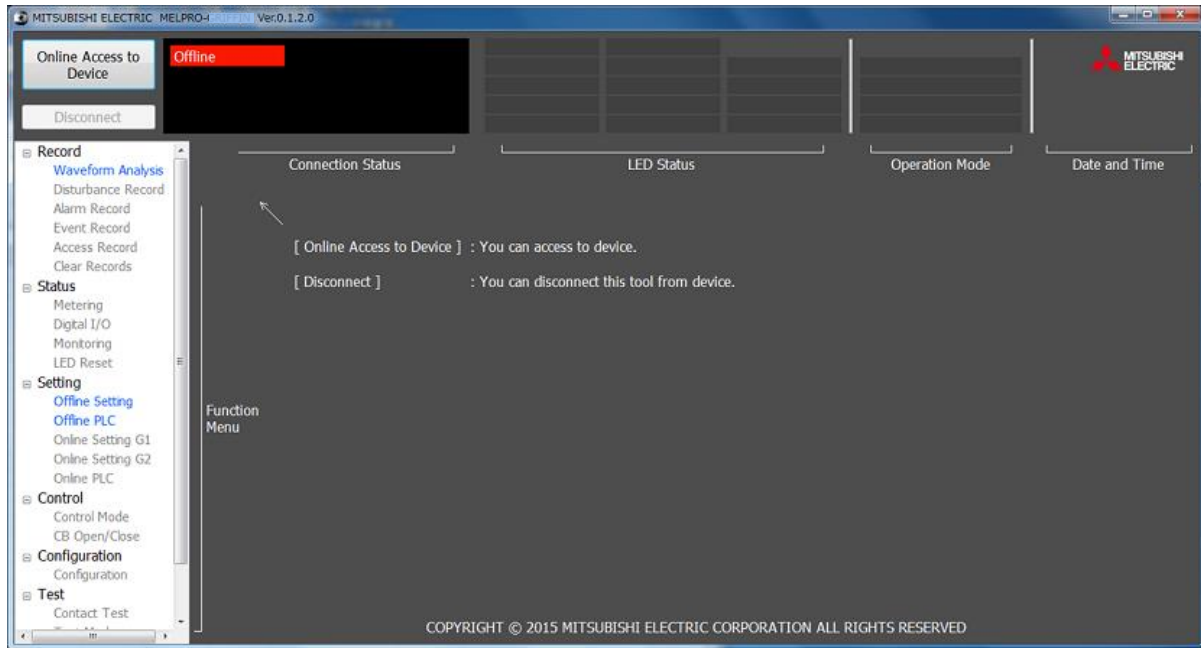 MITSUBISHI ELECTRIC MELPRO- Ver.0.1.2.0
Online Access to
Device
Disconnect
Offline
MITSUBISHI
ELECTRIC
Connection Status
LED Status
Operation Mode
Date and Time
Record
Waveform Analysis
Disturbance Record
Alarm Record
Event Record
Access Record
Clear Records
Status
Metering
Digital I/O
Monitoring
LED Reset
Setting
Offline Setting
Offline PLC
Online Setting G1
Online Setting G2
Online PLC
Control
Control Mode
CB Open/Close
Configuration
Configuration
Test
Contact Test
[ Online Access to Device ] : You can access to device.
[ Disconnect ] : You can disconnect this tool from device.
Function
Menu
COPYRIGHT © 2015 MITSUBISHI ELECTRIC CORPORATION ALL RIGHTS RESERVED